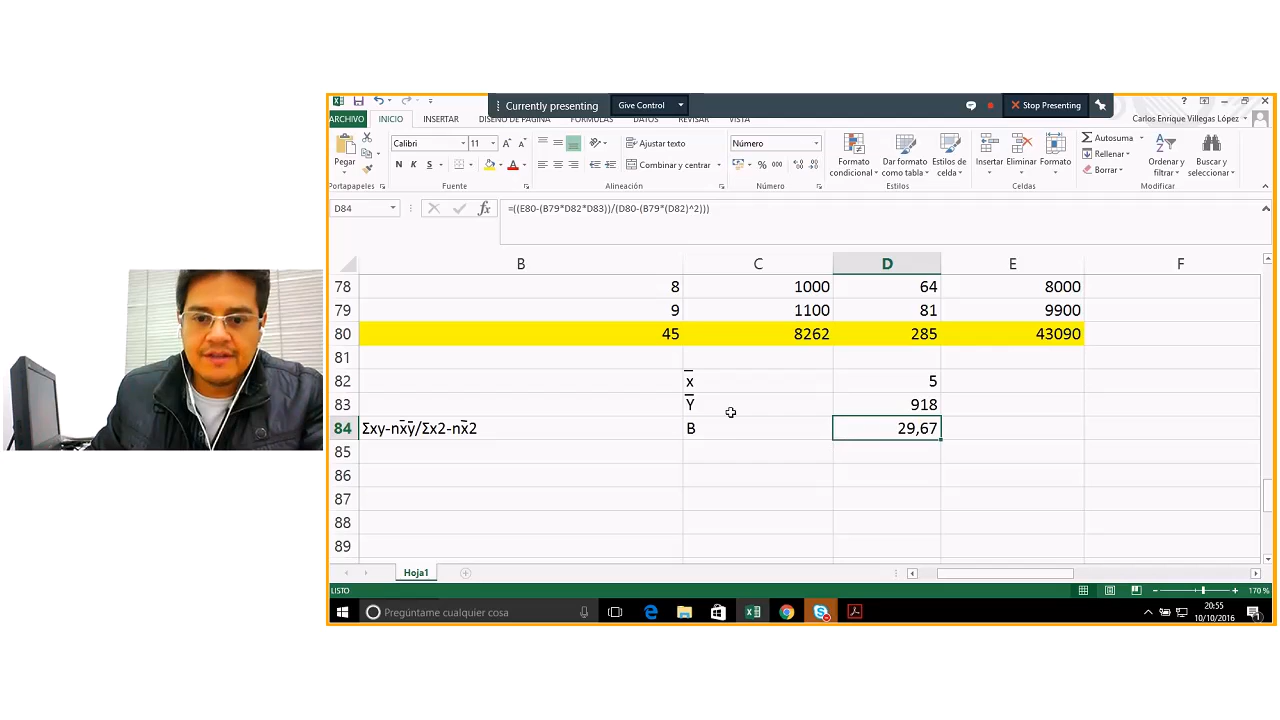 Currently presenting Give Control Stop Presenting
ARCHIVO INICIO INSERTAR DISEÑO DE PÁGINA FÓRMULAS DATOS REVISAR VISTA Carlos Enrique Villegas López
Pegar Calibri 11 Ajustar texto Número Formato condicional Dar formato como tabla Estilos de celda Insertar Eliminar Formato Autosuma Ordenar y filtrar Buscar y seleccionar
N K S Combinar y centrar % 000 Rellenar
Borrar
Portapapeles Fuente Alineación Número Estilos Celdas Modificar
D84 fx =((E80-(B79*D82*D83))/(D80-(B79*(D82)^2)))
B C D E F
78 8 1000 64 8000
79 9 1100 81 9900
80 45 8262 285 43090
81
82 x̅ 5
83 Y̅ 918
84 Σxy-nx̅y̅/Σx2-nx̅2 B 29,67
85
86
87
88
89
Hoja1
LISTO 170 %
Pregúntame cualquier cosa 20:55
10/10/2016